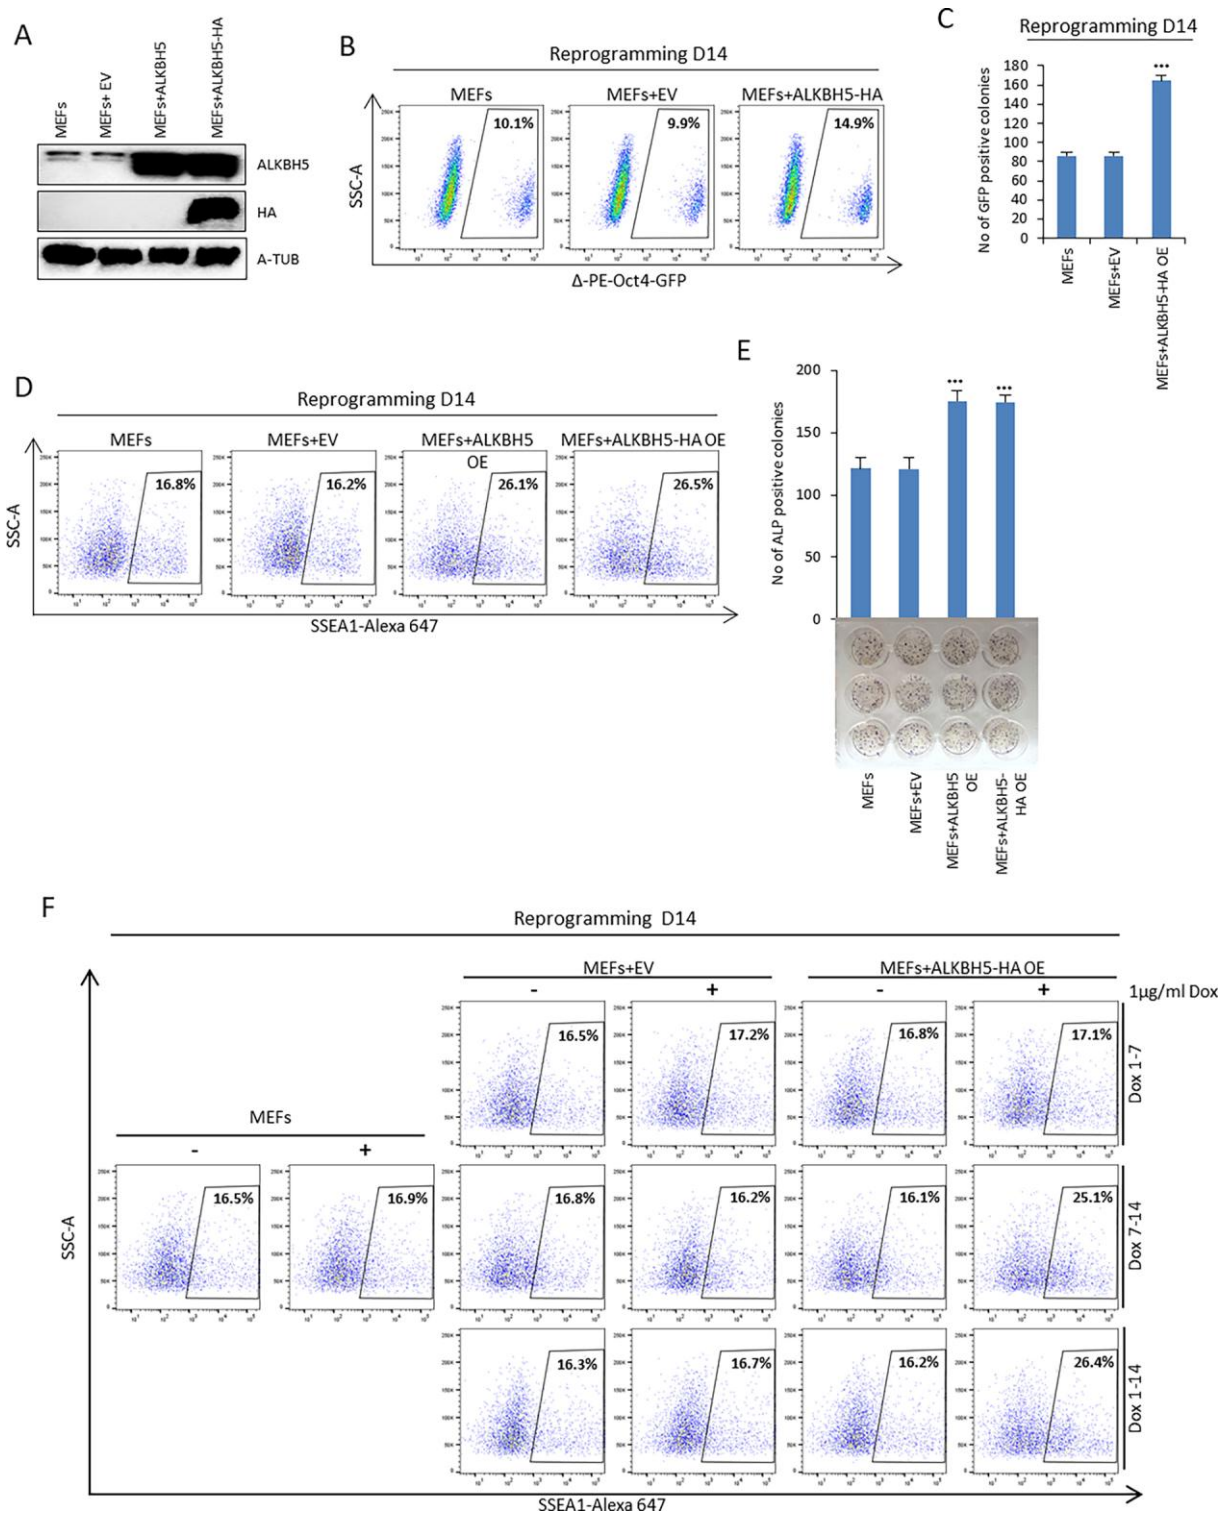 A
MEFs
MEFs+ EV
MEFs+ALKBH5
MEFs+ALKBH5-HA
ALKBH5
HA
A-TUB
B
Reprogramming D14
MEFs
MEFs+EV
MEFs+ALKBH5-HA
10.1%
9.9%
14.9%
SSC-A
Δ-PE-Oct4-GFP
C
Reprogramming D14
No of GFP positive colonies
180
160
140
120
100
80
60
40
20
0
***
MEFs
MEFs+EV
MEFs+ALKBH5-HA OE
D
Reprogramming D14
MEFs
MEFs+EV
MEFs+ALKBH5
OE
MEFs+ALKBH5-HA OE
16.8%
16.2%
26.1%
26.5%
SSC-A
SSEA1-Alexa 647
E
No of ALP positive colonies
200
150
100
50
0
***
***
MEFs
MEFs+EV
MEFs+ALKBH5
OE
MEFs+ALKBH5-
HA OE
F
Reprogramming D14
MEFs+EV
MEFs+ALKBH5-HA OE
- + - +
1µg/ml Dox
16.5%
17.2%
16.8%
17.1%
Dox 1-7
MEFs
- +
16.5%
16.9%
16.8%
16.2%
16.1%
25.1%
Dox 7-14
16.3%
16.7%
16.2%
26.4%
Dox 1-14
SSC-A
SSEA1-Alexa 647